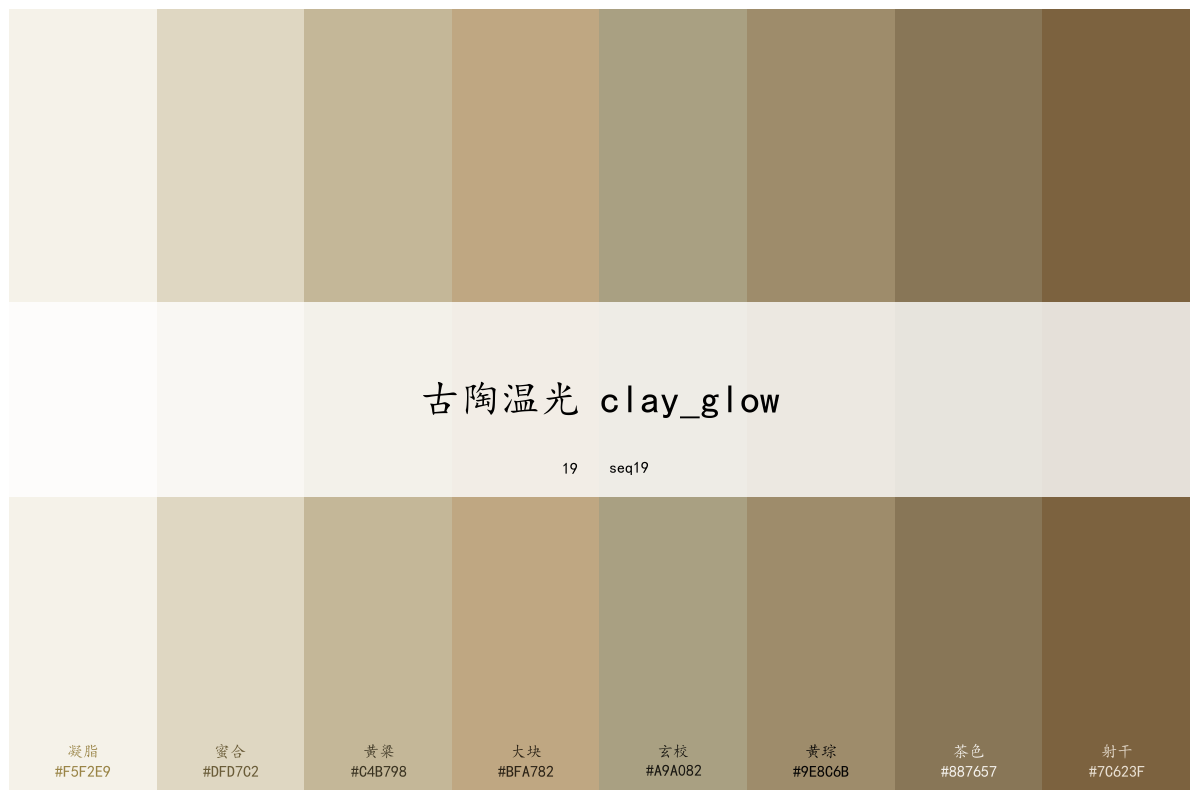 古陶温光 clay_glow
19 seq19
凝脂 蜜合 黄粱 大块 玄校 黄琮 茶色 射干
#F5F2E9 #DFD7C2 #C4B798 #BFA782 #A9A082 #9E8C6B #887657 #7C623F